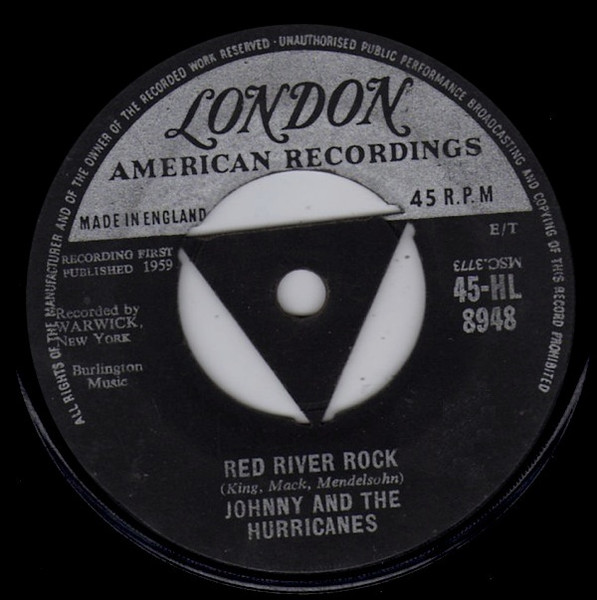 ALL RIGHTS OF THE MANUFACTURER AND OF THE OWNER OF THE RECORDED WORK RESERVED · UNAUTHORISED PUBLIC PERFORMANCE BROADCASTING AND COPYING OF THIS RECORD PROHIBITED
LONDON
AMERICAN RECORDINGS
45 R.P.M
MADE IN ENGLAND
E/T
RECORDING FIRST
PUBLISHED 1959
MSC.3773
45-HL
8948
Recorded by
WARWICK,
NEW YORK
Burlington
Music
RED RIVER ROCK
(King, Mack, Mendelsohn)
JOHNNY AND THE
HURRICANES